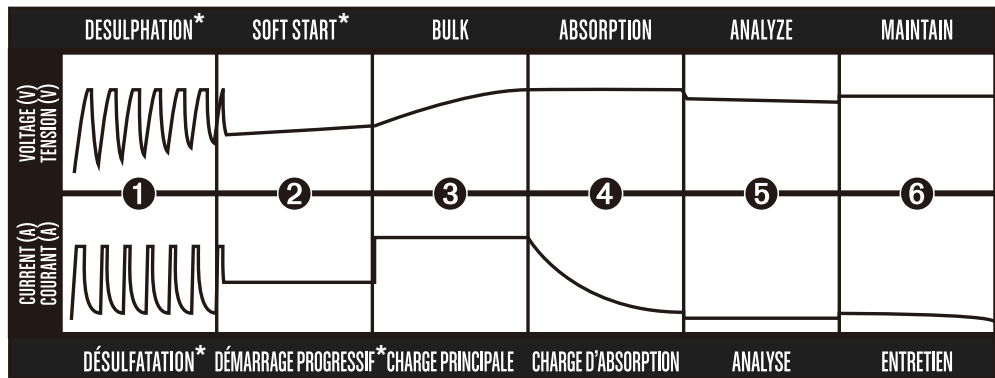 DESULPHATION* SOFT START* BULK ABSORPTION ANALYZE MAINTAIN
VOLTAGE (V)
TENSION (V)
1 2 3 4 5 6
CURRENT (A)
COURANT (A)
DÉSULFATATION* DÉMARRAGE PROGRESSIF* CHARGE PRINCIPALE CHARGE D'ABSORPTION ANALYSE ENTRETIEN